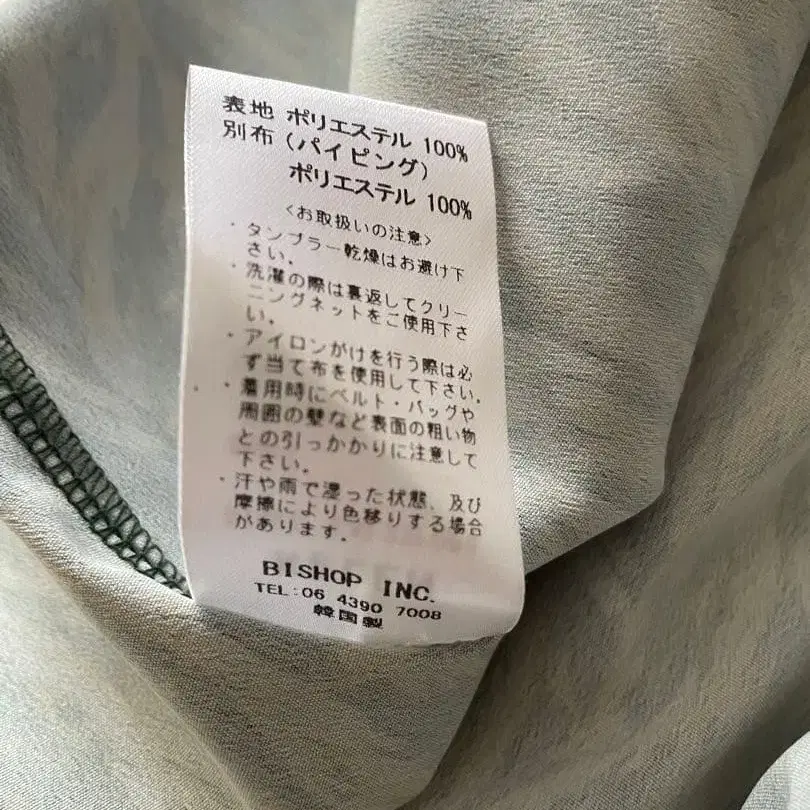 表地 ポリエステル 100%
別布 (パイピング)
ポリエステル 100%
<お取扱いの注意>
・タンブラー乾燥はお避け下
さい。
・洗濯の際は裏返してクリー
ニングネットをご使用下さ
い。
・アイロンがけを行う際は必
ず当て布を使用して下さい。
・着用時にベルト・バッグや
周囲の壁など表面の粗い物
との引っかかりに注意して
下さい。
・汗や雨で湿った状態、及び
摩擦により色移りする場合
があります。
BISHOP INC.
TEL:06 4390 7008
韓国製